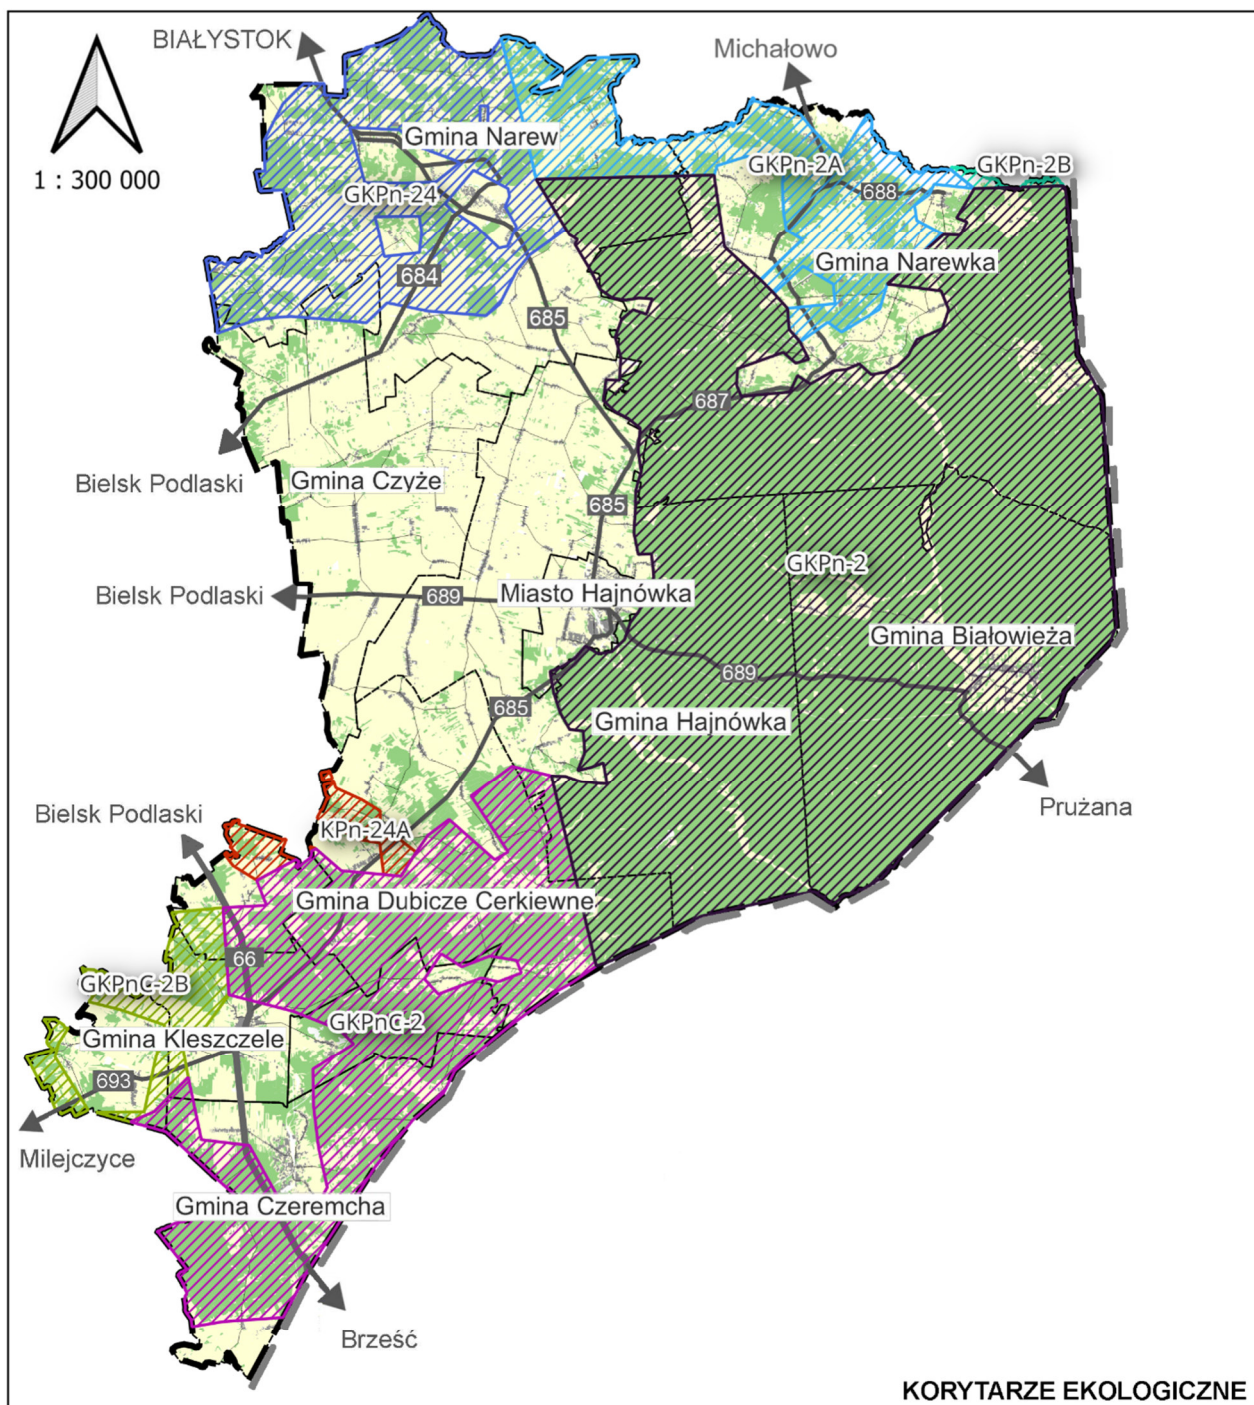 BIAŁYSTOK
Michałowo
1 : 300 000
Gmina Narew
GKPn-2A
GKPn-2B
688
GKPn-24
Gmina Narewka
684
685
687
Bielsk Podlaski
Gmina Czyże
685
GKPn-2
Bielsk Podlaski
689
Miasto Hajnówka
Gmina Białowieża
689
685
Gmina Hajnówka
Prużana
Bielsk Podlaski
KPn-24A
Gmina Dubicze Cerkiewne
66
GKPnC-2B
GKPnC-2
Gmina Kleszczele
693
Milejczyce
Gmina Czeremcha
Brześć
KORYTARZE EKOLOGICZNE